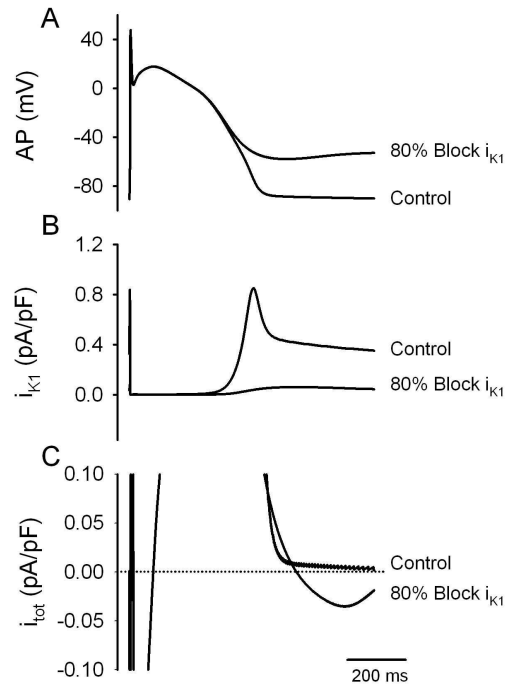 A
AP (mV)
40
0
-40
-80
80% Block iK1
Control
B
iK1 (pA/pF)
1.2
0.8
0.4
0.0
Control
80% Block iK1
C
itot (pA/pF)
0.10
0.05
0.00
-0.05
-0.10
Control
80% Block iK1
200 ms